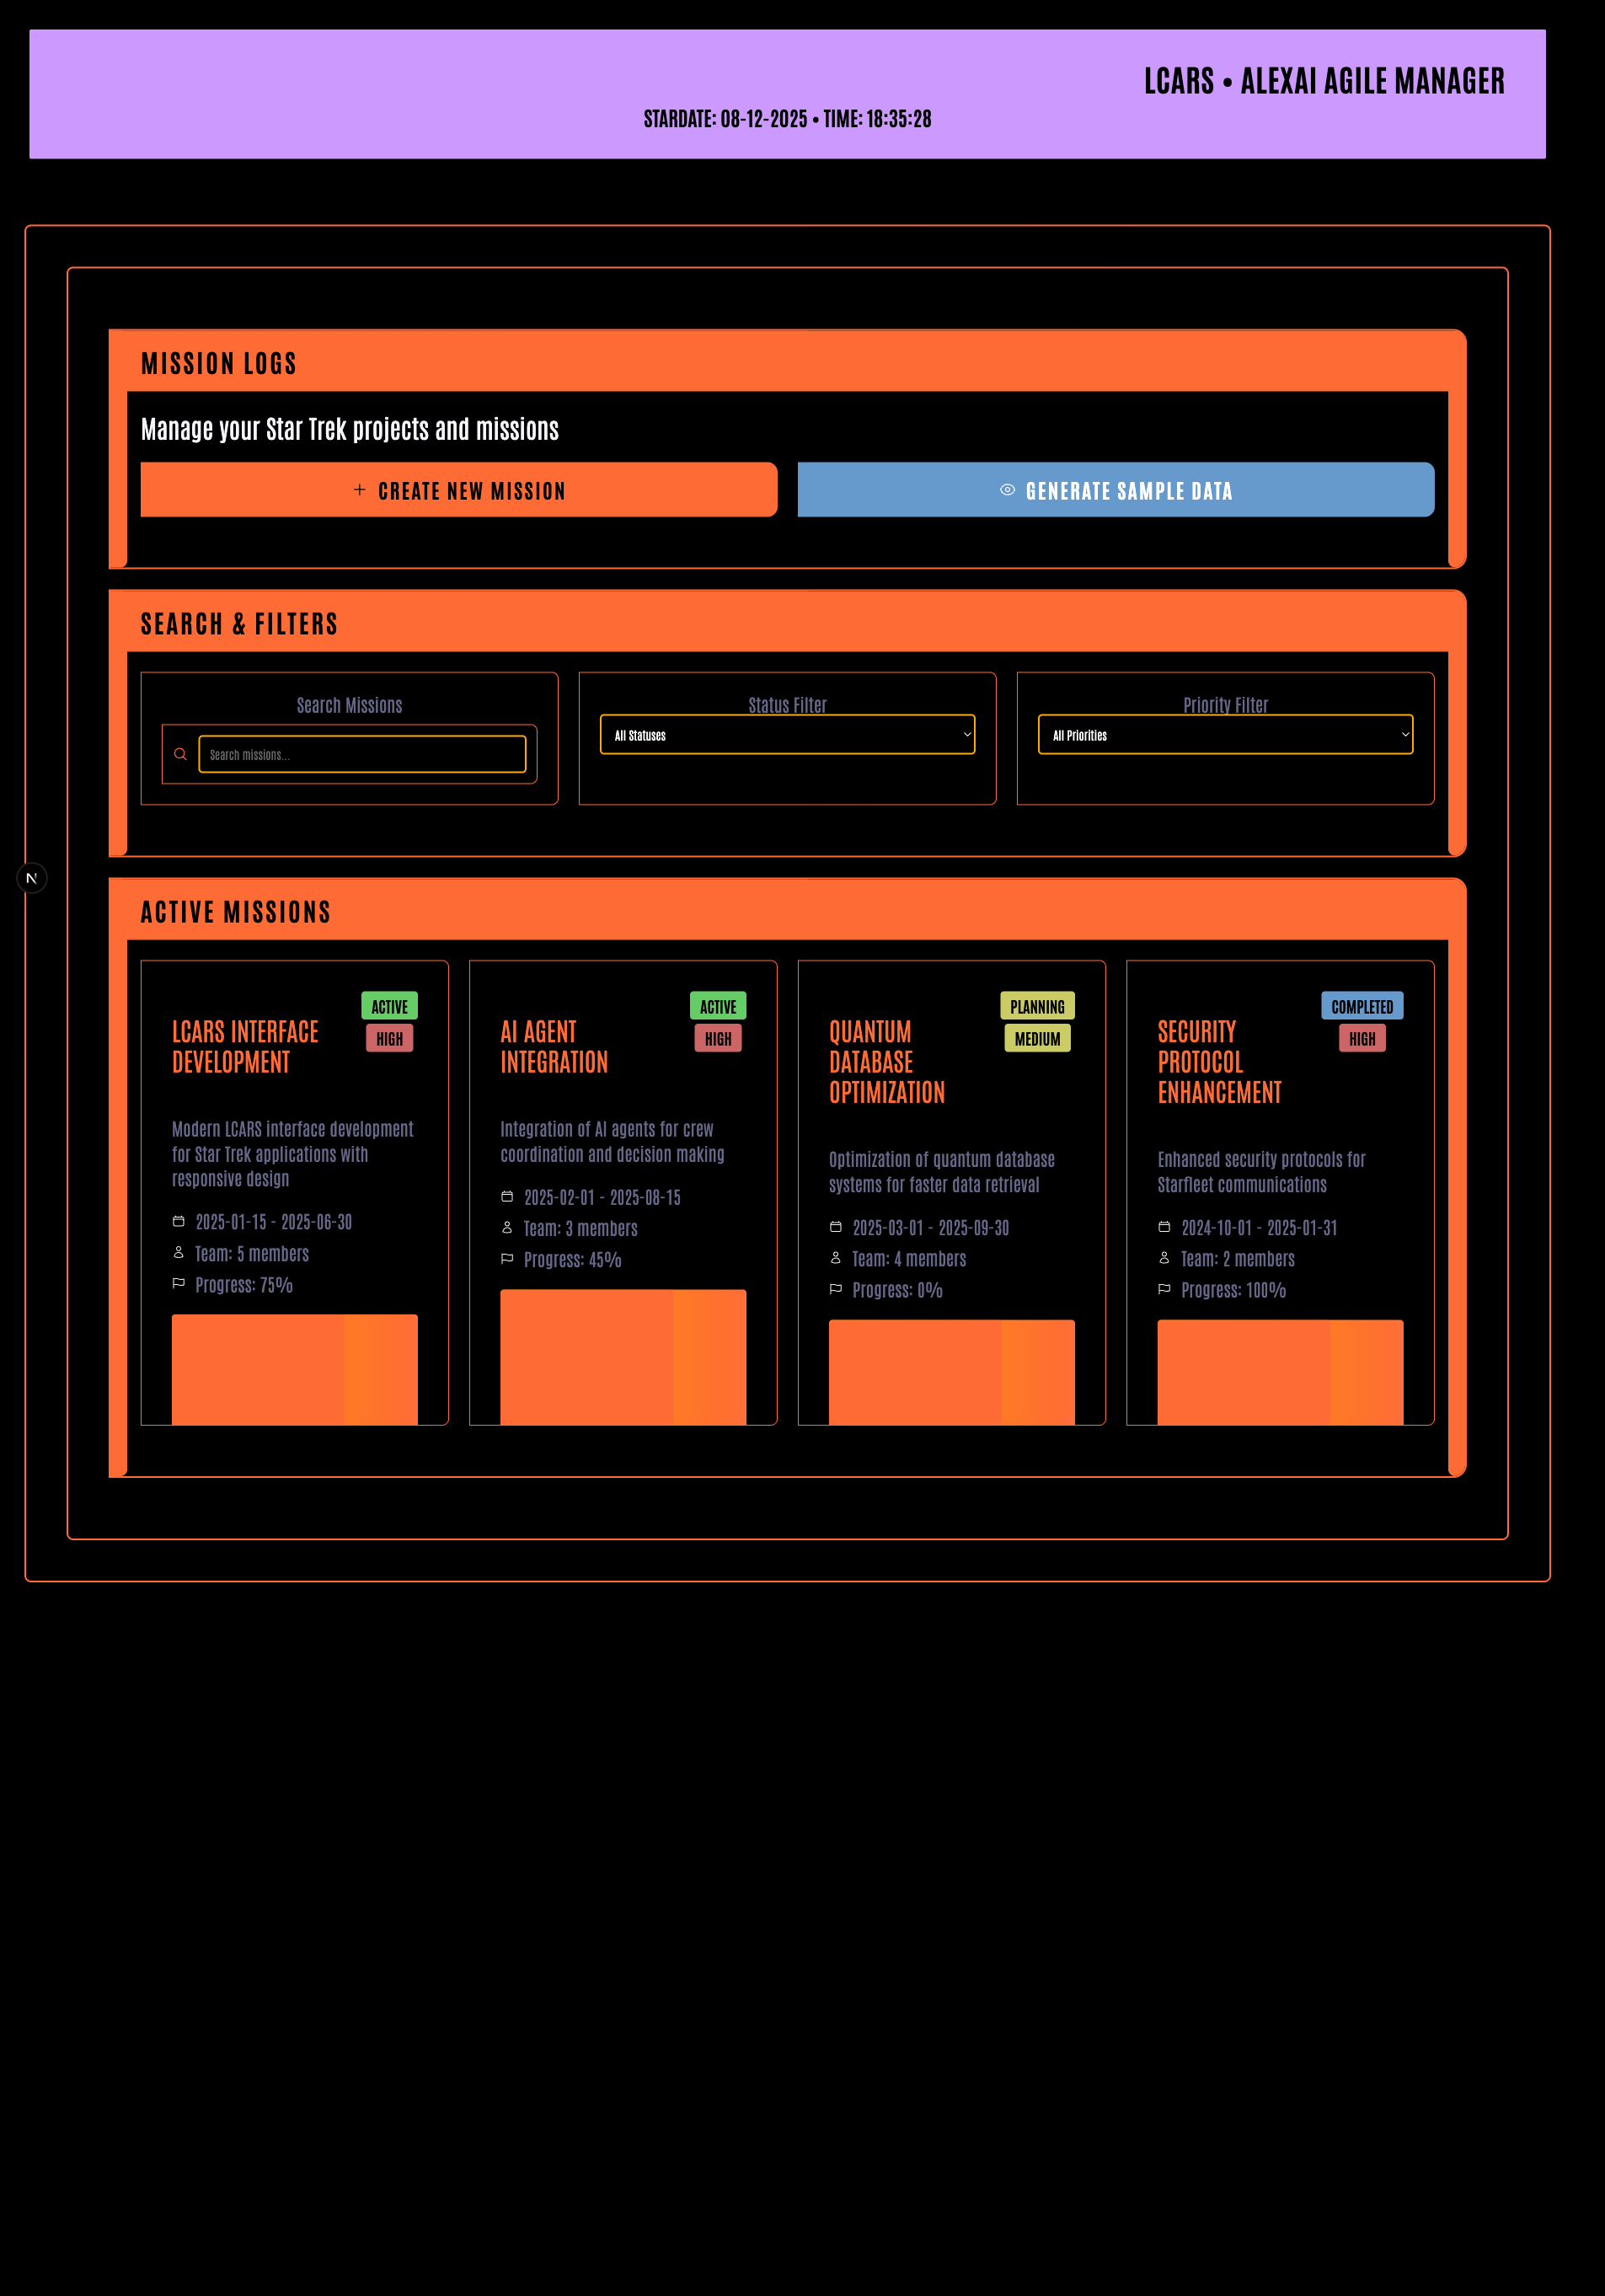 LCARS • ALEXAI AGILE MANAGER
STARDATE: 08-12-2025 • TIME: 18:35:28
MISSION LOGS
Manage your Star Trek projects and missions
CREATE NEW MISSION
GENERATE SAMPLE DATA
SEARCH & FILTERS
Search Missions
Search missions...
Status Filter
All Statuses
Priority Filter
All Priorities
N
ACTIVE MISSIONS
ACTIVE
HIGH
LCARS INTERFACE
DEVELOPMENT
Modern LCARS interface development
for Star Trek applications with
responsive design
2025-01-15 - 2025-06-30
Team: 5 members
Progress: 75%
ACTIVE
HIGH
AI AGENT
INTEGRATION
Integration of AI agents for crew
coordination and decision making
2025-02-01 - 2025-08-15
Team: 3 members
Progress: 45%
PLANNING
MEDIUM
QUANTUM
DATABASE
OPTIMIZATION
Optimization of quantum database
systems for faster data retrieval
2025-03-01 - 2025-09-30
Team: 4 members
Progress: 0%
COMPLETED
HIGH
SECURITY
PROTOCOL
ENHANCEMENT
Enhanced security protocols for
Starfleet communications
2024-10-01 - 2025-01-31
Team: 2 members
Progress: 100%